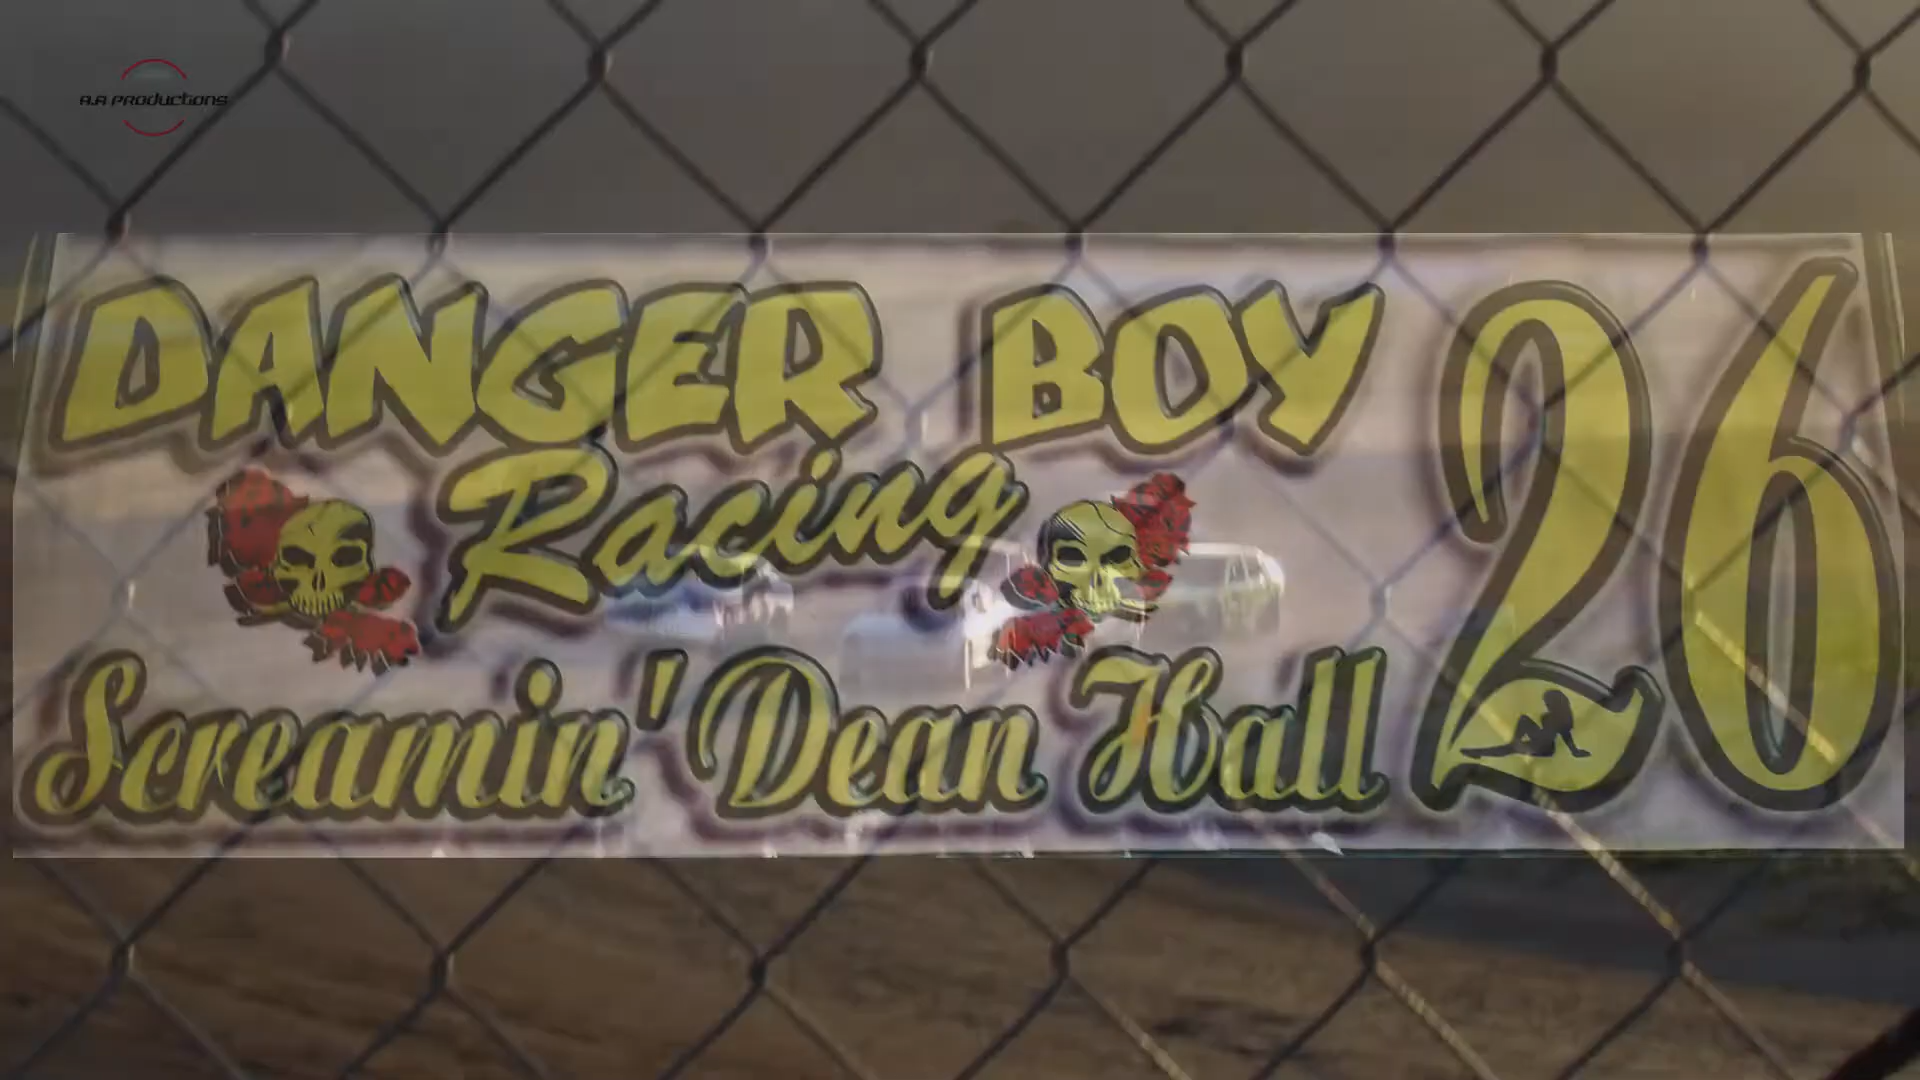 A.A PRODUCTIONS
DANGER BOY 26
Racing
Screamin' Dean Hall